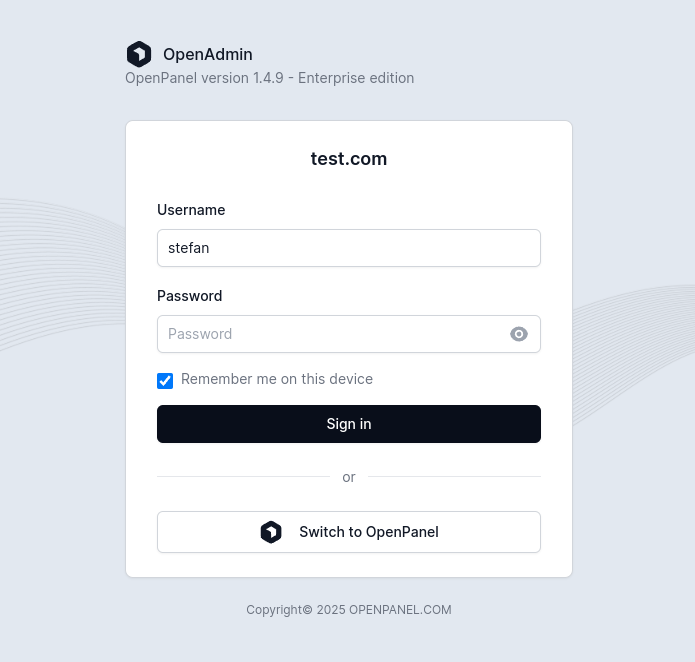 OpenAdmin
OpenPanel version 1.4.9 - Enterprise edition
test.com
Username
stefan
Password
Password
Remember me on this device
Sign in
or
Switch to OpenPanel
Copyright© 2025 OPENPANEL.COM